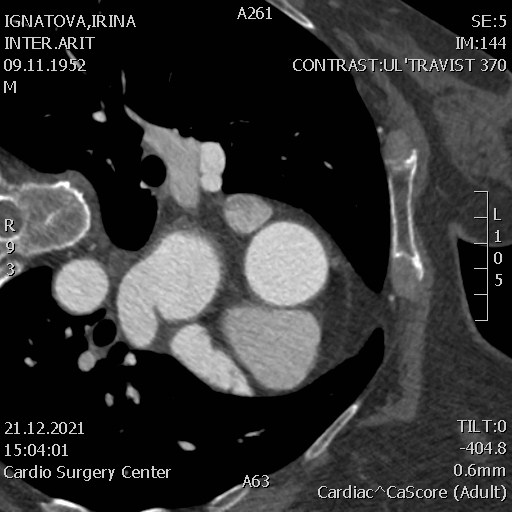 IGNATOVA,IRINA
INTER.ARIT
09.11.1952
M
A261
SE:5
IM:144
CONTRAST:UL'TRAVIST 370
R
9
3
L
1
0
5
21.12.2021
15:04:01
Cardio Surgery Center
A63
TILT:0
-404.8
0.6mm
Cardiac^CaScore (Adult)